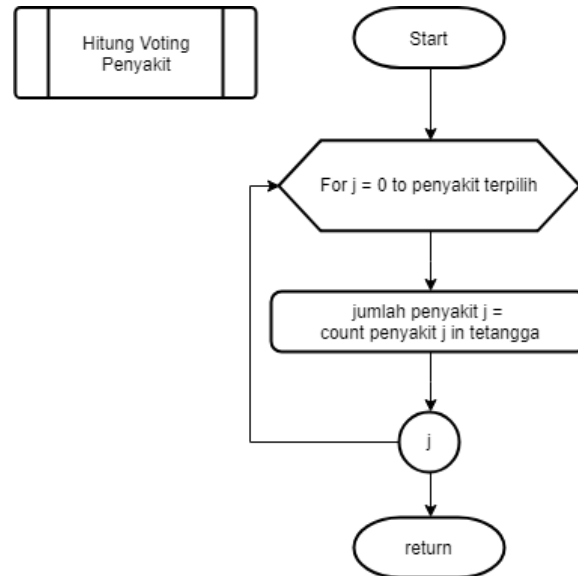 Hitung Voting
Penyakit
Start
For j = 0 to penyakit terpilih
jumlah penyakit j =
count penyakit j in tetangga
j
return